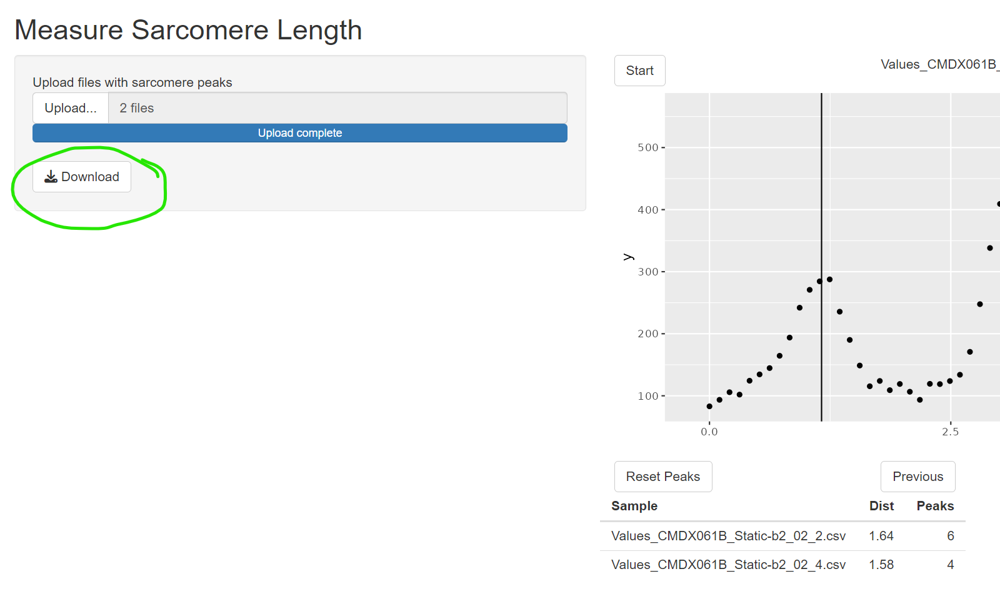 Measure Sarcomere Length
Upload files with sarcomere peaks
Upload... 2 files
Upload complete
Download
Start
Values_CMDX061B_
500
400
300
200
100
y
0.0 2.5
Reset Peaks Previous
Sample Dist Peaks
Values_CMDX061B_Static-b2_02_2.csv 1.64 6
Values_CMDX061B_Static-b2_02_4.csv 1.58 4